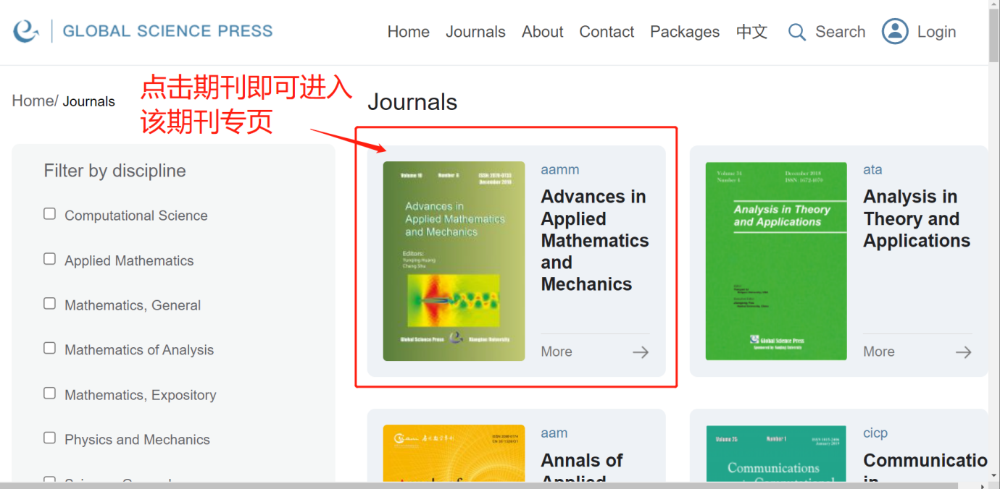 GLOBAL SCIENCE PRESS
Home Journals About Contact Packages 中文 Search Login
Home/ Journals
点击期刊即可进入
该期刊专页
Journals
Filter by discipline
Computational Science
Applied Mathematics
Mathematics, General
Mathematics of Analysis
Mathematics, Expository
Physics and Mechanics
Volume 10 Number 6 ISSN 2070-0733
December 2018
Advances in
Applied Mathematics
and Mechanics
Editors:
Yunqing Huang
Chang Shu
Global Science Press Xiangtan University
aamm
Advances in
Applied
Mathematics
and
Mechanics
More
Volume 34 December 2018
Number 4 ISSN: 1672-4070
Analysis in Theory
and Applications
Global Science Press
Sponsored by Nanjing University
ata
Analysis in
Theory and
Applications
More
aam
Annals of
Applied
Volume 25 Number 1
January 2019
Communications
cicp
Communicatio
in